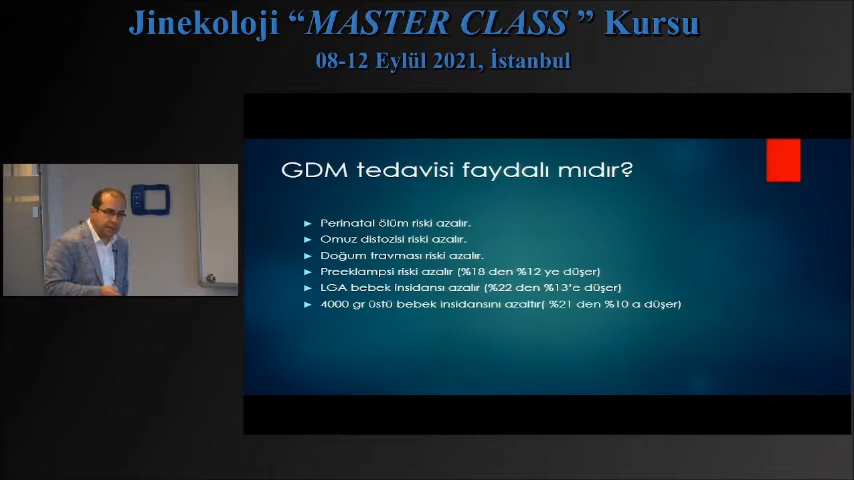 Jinekoloji “MASTER CLASS ” Kursu
08-12 Eylül 2021, İstanbul
GDM tedavisi faydalı mıdır?
Perinatal ölüm riski azalır.
Omuz distozisi riski azalır.
Doğum travması riski azalır.
Preeklampsi riski azalır (%18 den %12 ye düşer)
LGA bebek insidansı azalır (%22 den %13’e düşer)
4000 gr üstü bebek insidansını azaltır( %21 den %10 a düşer)